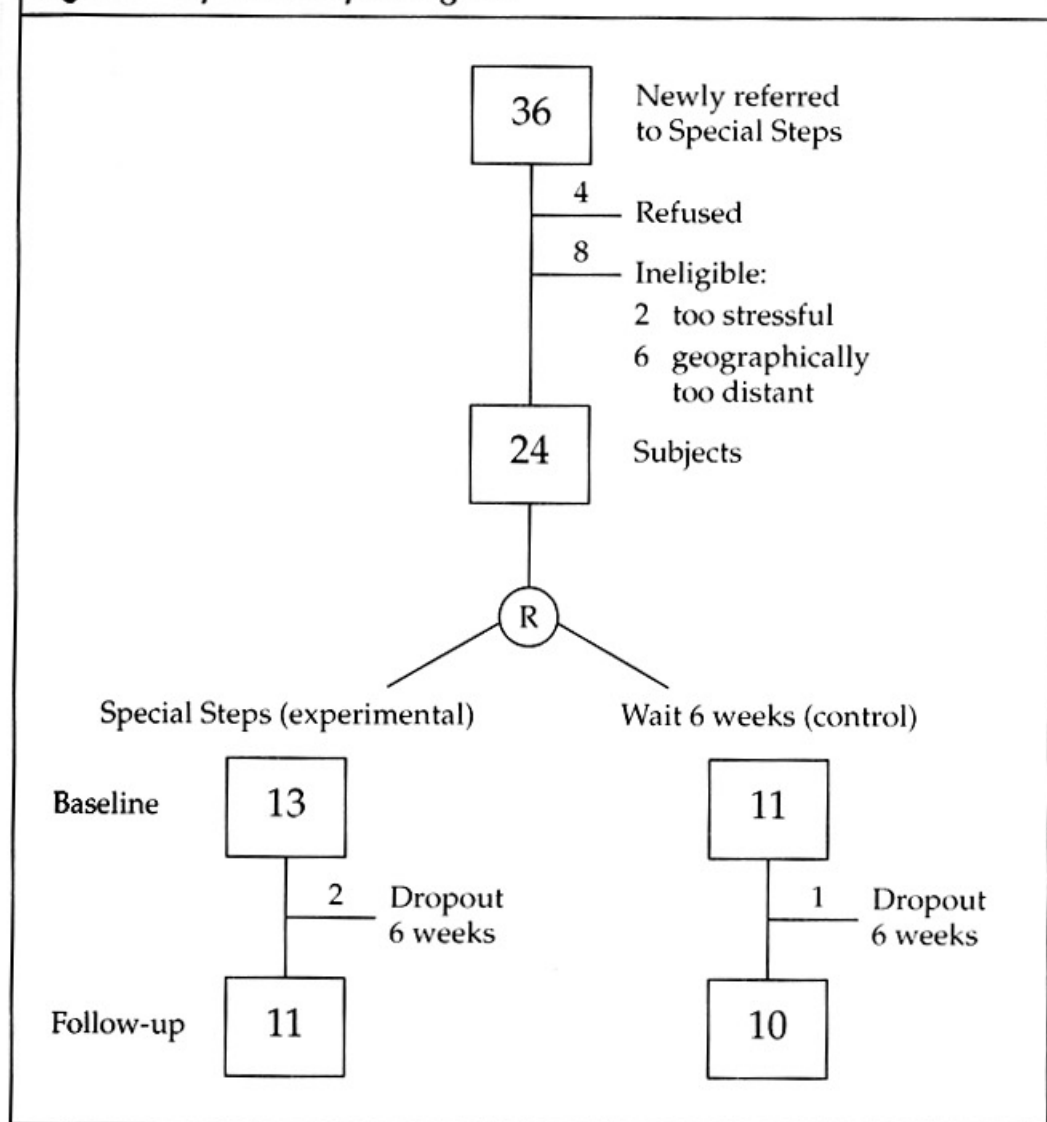 36
Newly referred
to Special Steps
4
Refused
8
Ineligible:
2 too stressful
6 geographically
too distant
24
Subjects
R
Special Steps (experimental)
Wait 6 weeks (control)
Baseline
13
11
2
Dropout
6 weeks
1
Dropout
6 weeks
Follow-up
11
10